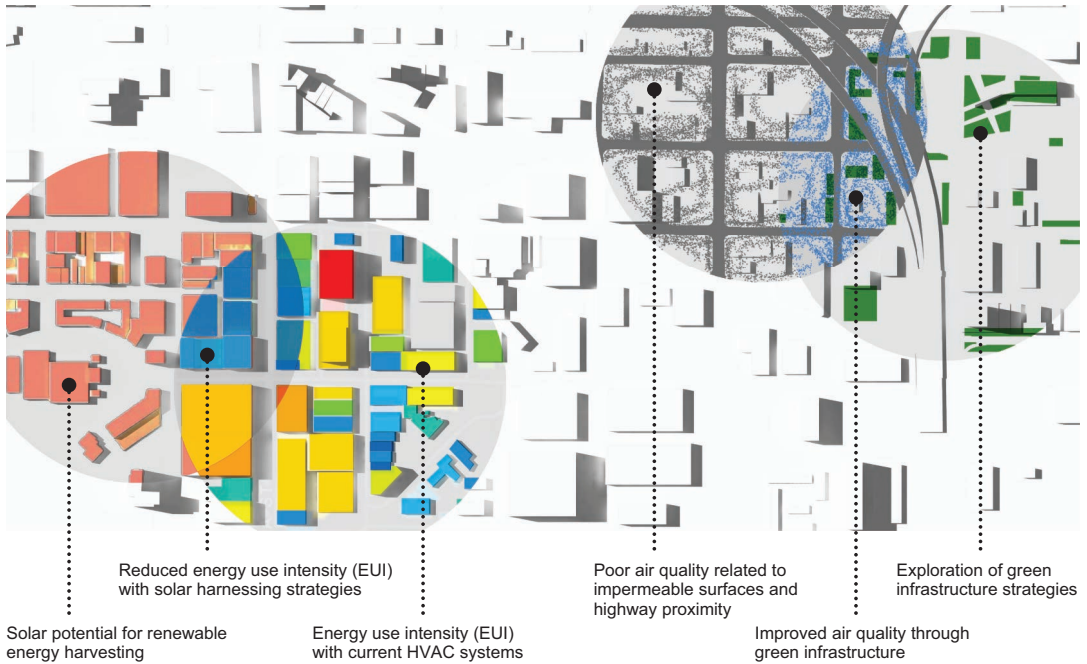 Reduced energy use intensity (EUI)
with solar harnessing strategies
Poor air quality related to
impermeable surfaces and
highway proximity
Exploration of green
infrastructure strategies
Solar potential for renewable
energy harvesting
Energy use intensity (EUI)
with current HVAC systems
Improved air quality through
green infrastructure